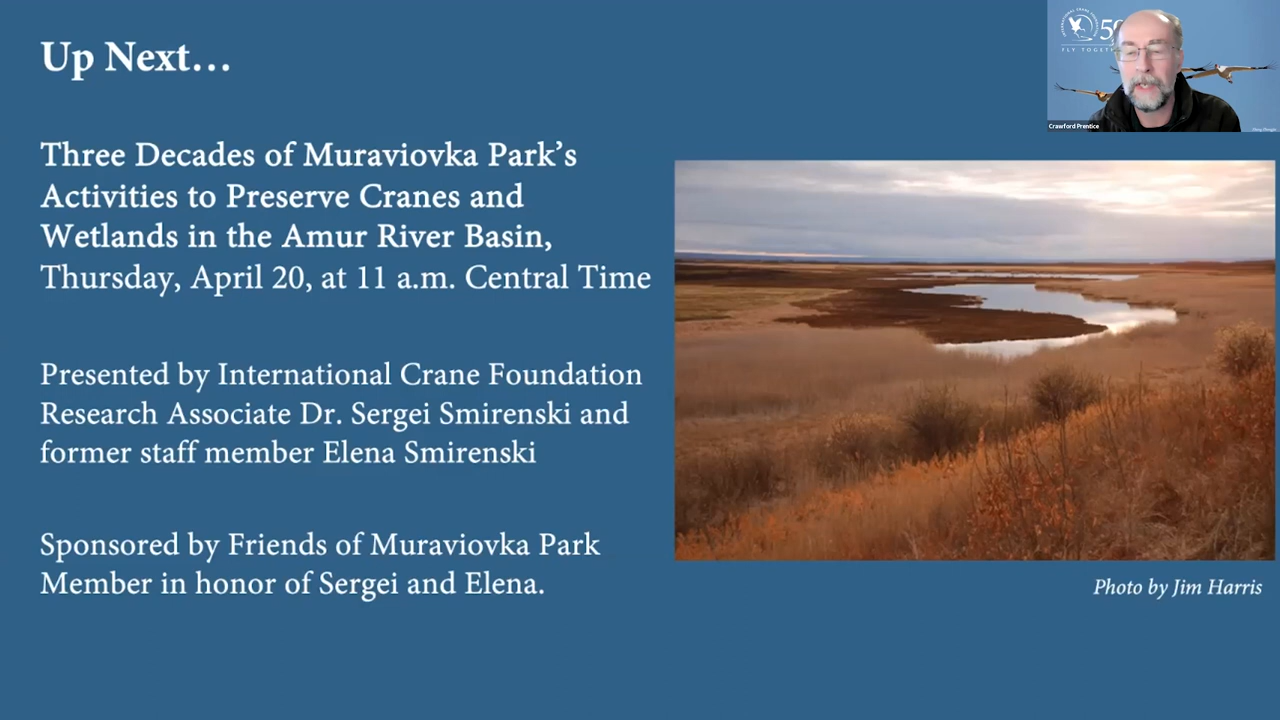 Up Next…
Three Decades of Muraviovka Park’s
Activities to Preserve Cranes and
Wetlands in the Amur River Basin,
Thursday, April 20, at 11 a.m. Central Time
Presented by International Crane Foundation
Research Associate Dr. Sergei Smirenski and
former staff member Elena Smirenski
Sponsored by Friends of Muraviovka Park
Member in honor of Sergei and Elena.
Photo by Jim Harris
Crawford Prentice